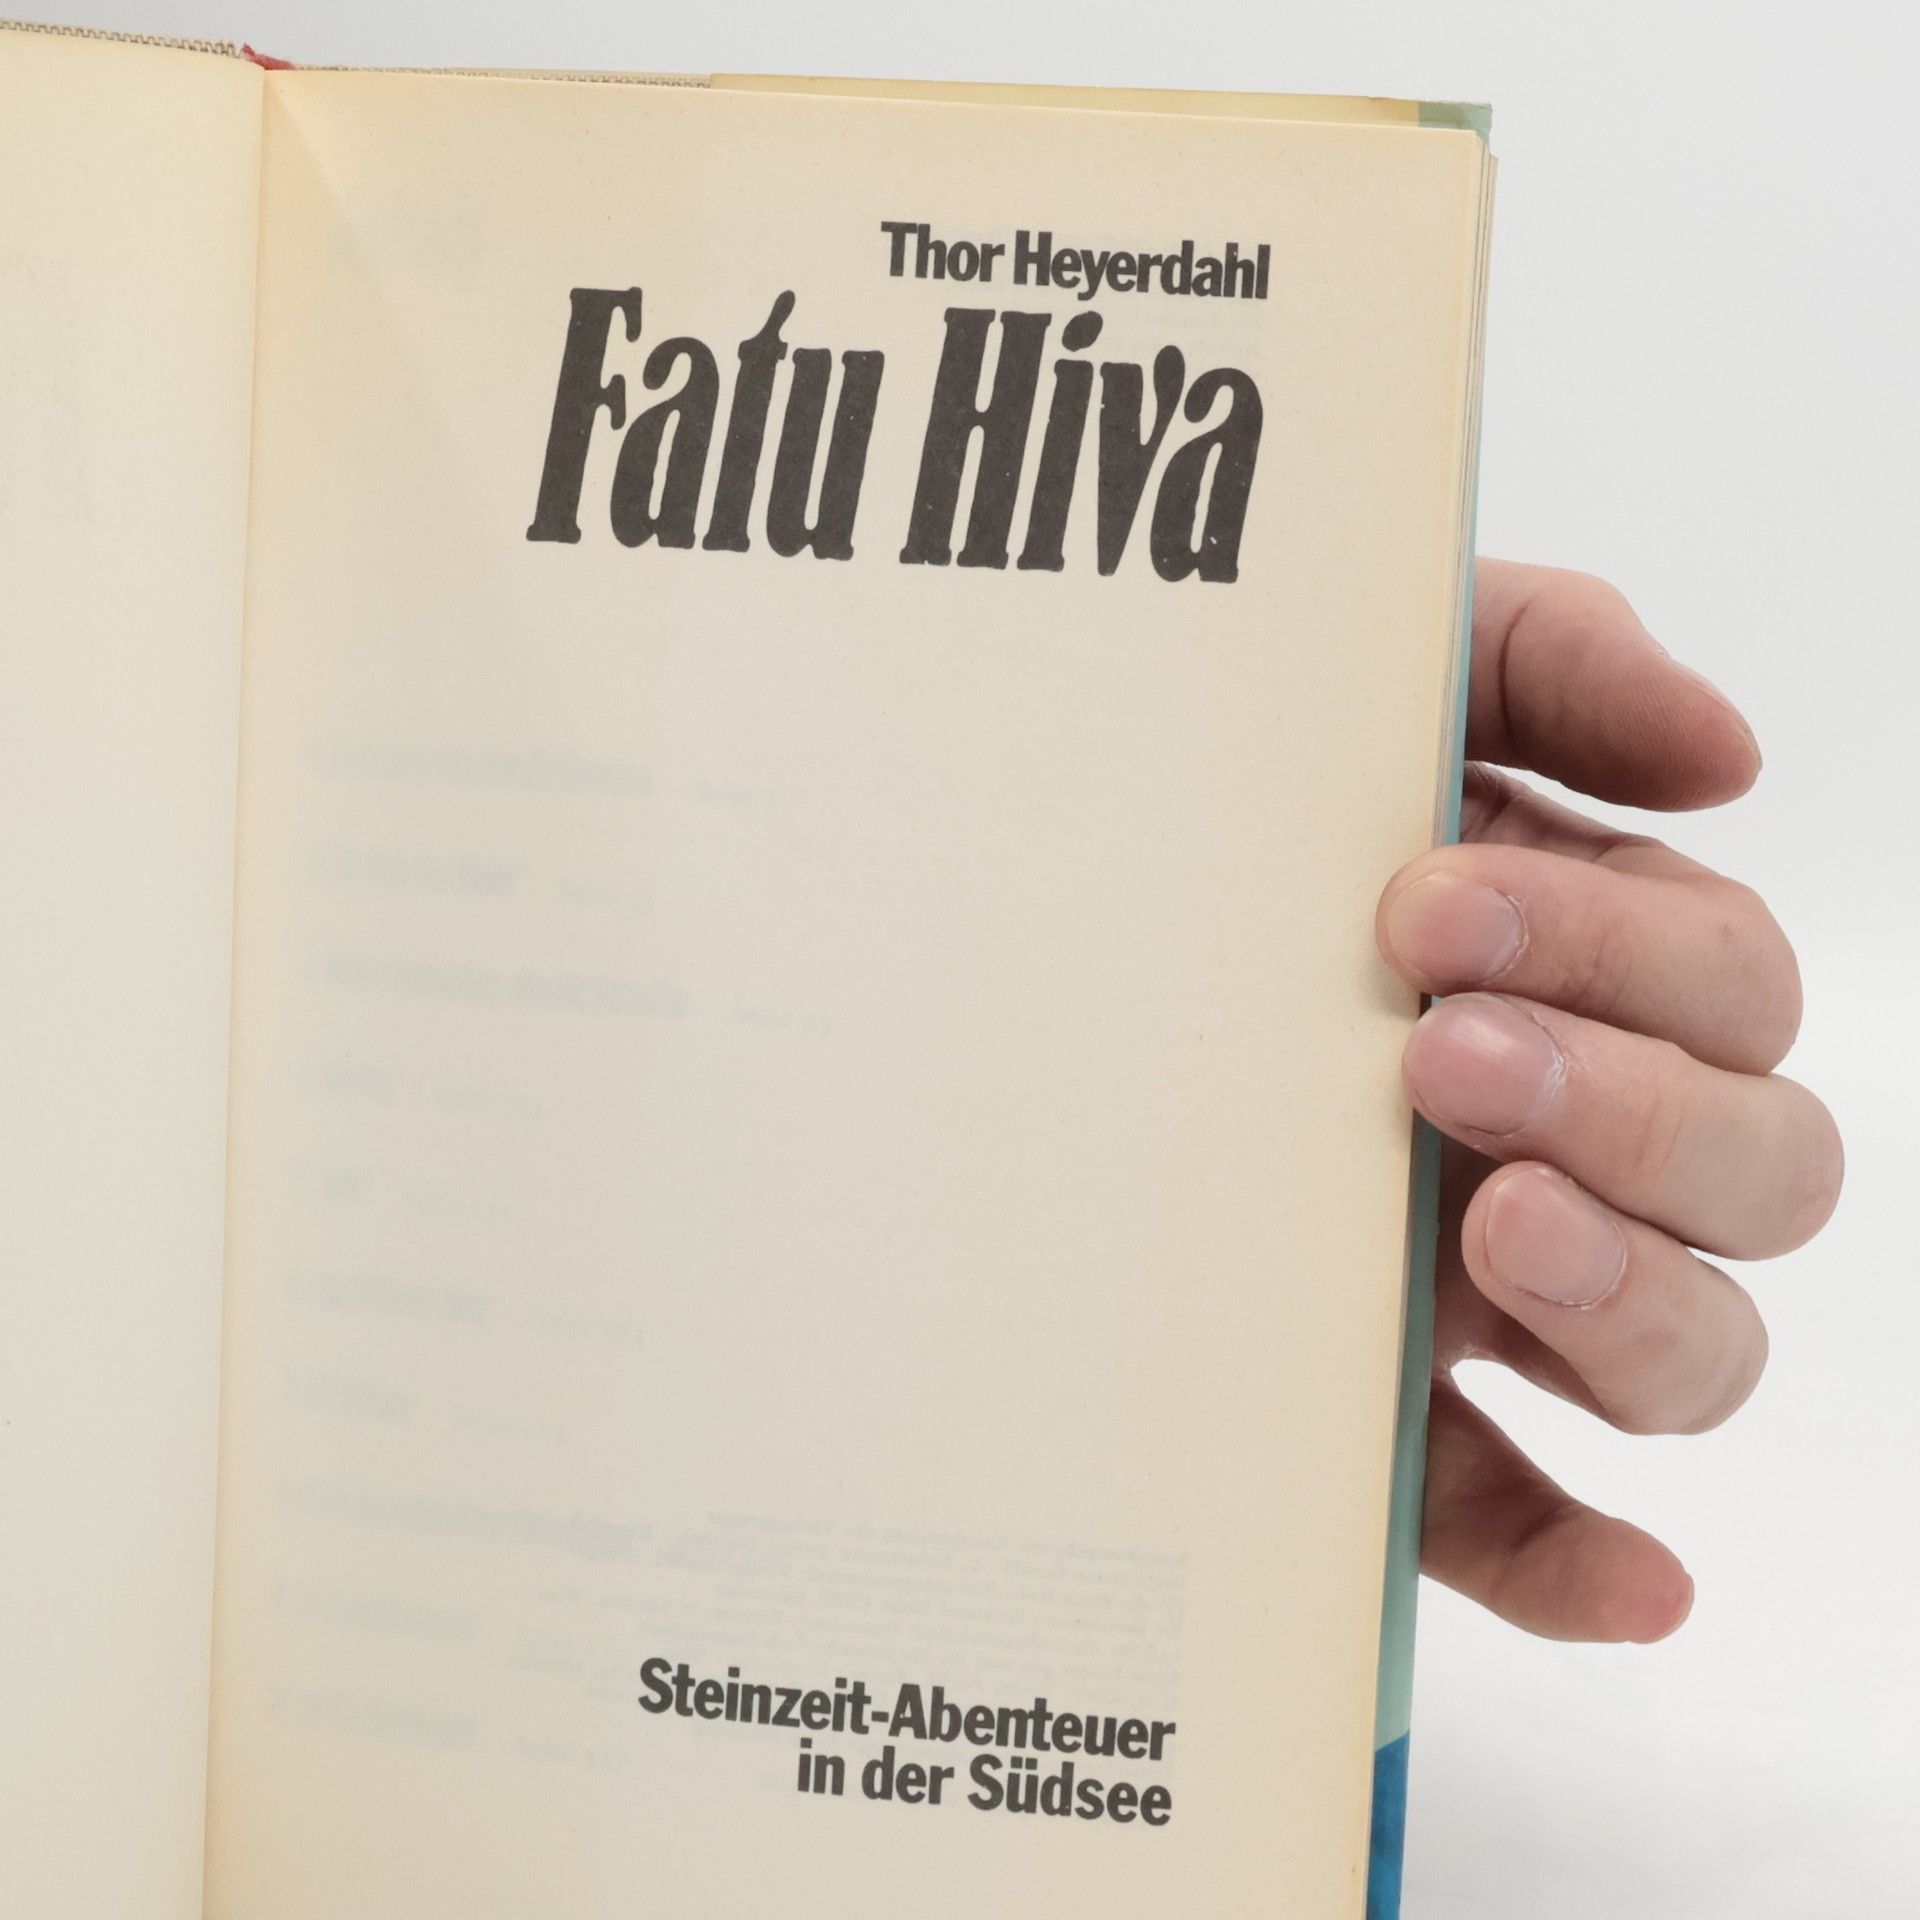 Thor Heyerdahl
Fatu Hiva
Steinzeit-Abenteuer
in der Südsee